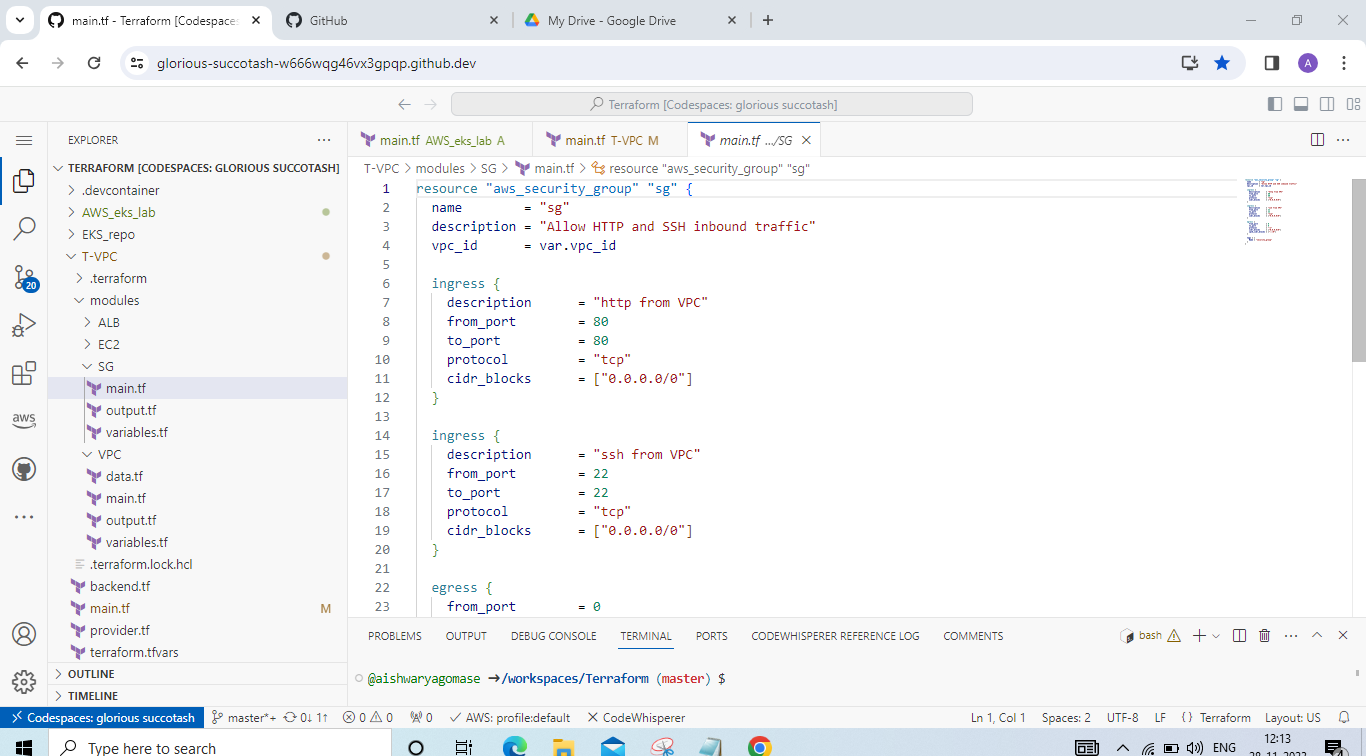 main.tf - Terraform [Codespaces
GitHub
My Drive - Google Drive
glorious-succotash-w666wqg46vx3gpqp.github.dev
A
Terraform [Codespaces: glorious succotash]
EXPLORER
TERRAFORM [CODESPACES: GLORIOUS SUCCOTASH]
.devcontainer
AWS_eks_lab
EKS_repo
T-VPC
.terraform
modules
ALB
EC2
SG
main.tf
output.tf
variables.tf
VPC
data.tf
main.tf
output.tf
variables.tf
.terraform.lock.hcl
backend.tf
main.tf M
provider.tf
terraform.tfvars
OUTLINE
TIMELINE
20
aws
main.tf AWS_eks_lab A
main.tf T-VPC M
main.tf .../SG
T-VPC > modules > SG > main.tf > resource "aws_security_group" "sg"
1 resource "aws_security_group" "sg" {
2 name = "sg"
3 description = "Allow HTTP and SSH inbound traffic"
4 vpc_id = var.vpc_id
5
6 ingress {
7 description = "http from VPC"
8 from_port = 80
9 to_port = 80
10 protocol = "tcp"
11 cidr_blocks = ["0.0.0.0/0"]
12 }
13
14 ingress {
15 description = "ssh from VPC"
16 from_port = 22
17 to_port = 22
18 protocol = "tcp"
19 cidr_blocks = ["0.0.0.0/0"]
20 }
21
22 egress {
23 from_port = 0
PROBLEMS OUTPUT DEBUG CONSOLE TERMINAL PORTS CODEWHISPERER REFERENCE LOG COMMENTS
bash
@aishwaryagomase →/workspaces/Terraform (master) $
Codespaces: glorious succotash master*+ 0↓ 1↑ 0 0 0 AWS: profile:default CodeWhisperer
Ln 1, Col 1 Spaces: 2 UTF-8 LF {} Terraform Layout: US
Type here to search
ENG
12:13
28-11-2023
4